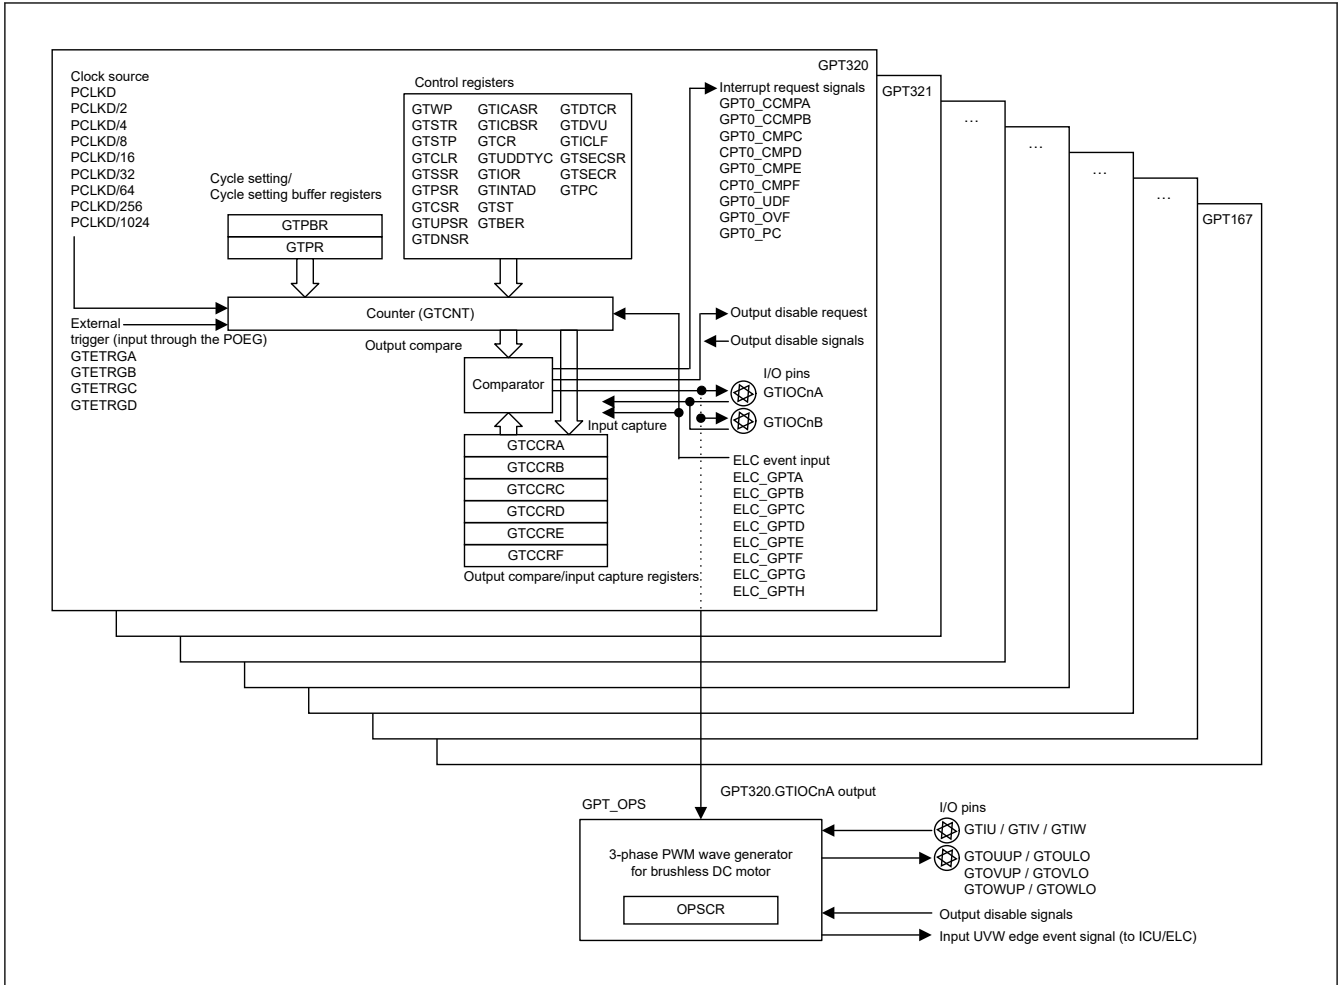 GPT320
GPT321
...
...
...
...
GPT167
Clock source
PCLKD
PCLKD/2
PCLKD/4
PCLKD/8
PCLKD/16
PCLKD/32
PCLKD/64
PCLKD/256
PCLKD/1024
Cycle setting/
Cycle setting buffer registers
GTPBR
GTPR
Control registers
GTWP GTICASR GTDTCR
GTSTR GTICBSR GTDVU
GTSTP GTCR GTICLF
GTCLR GTUDDTYC GTSECSR
GTSSR GTIOR GTSECR
GTPSR GTINTAD GTPC
GTCSR GTST
GTUPSR GTBER
GTDNSR
Interrupt request signals
GPT0_CCMPA
GPT0_CCMPB
GPT0_CMPC
CPT0_CMPD
GPT0_CMPE
CPT0_CMPF
GPT0_UDF
GPT0_OVF
GPT0_PC
External
trigger (input through the POEG)
GTETRGA
GTETRGB
GTETRGC
GTETRGD
Counter (GTCNT)
Output compare
Comparator
Input capture
Output disable request
Output disable signals
I/O pins
GTIOCnA
GTIOCnB
GTCCRA
GTCCRB
GTCCRC
GTCCRD
GTCCRE
GTCCRF
Output compare/input capture registers
ELC event input
ELC_GPTA
ELC_GPTB
ELC_GPTC
ELC_GPTD
ELC_GPTE
ELC_GPTF
ELC_GPTG
ELC_GPTH
GPT320.GTIOCnA output
GPT_OPS
3-phase PWM wave generator
for brushless DC motor
OPSCR
I/O pins
GTIU / GTIV / GTIW
GTOUUP / GTOULO
GTOVUP / GTOVLO
GTOWUP / GTOWLO
Output disable signals
Input UVW edge event signal (to ICU/ELC)